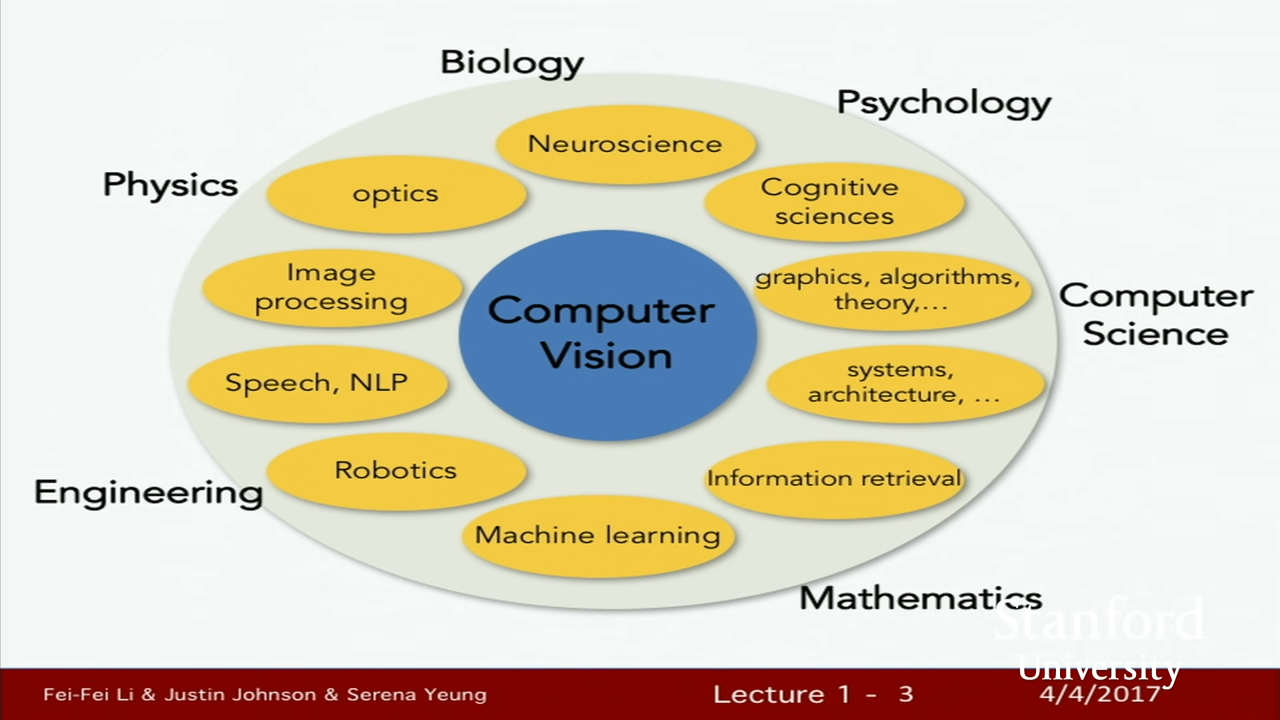 Biology
Psychology
Neuroscience
Physics
optics
Cognitive
sciences
Image
processing
graphics, algorithms,
theory,...
Computer
Vision
Computer
Science
Speech, NLP
systems,
architecture, ...
Robotics
Information retrieval
Engineering
Machine learning
Mathematics
Stanford
University
Fei-Fei Li & Justin Johnson & Serena Yeung
Lecture 1 - 3
4/4/2017